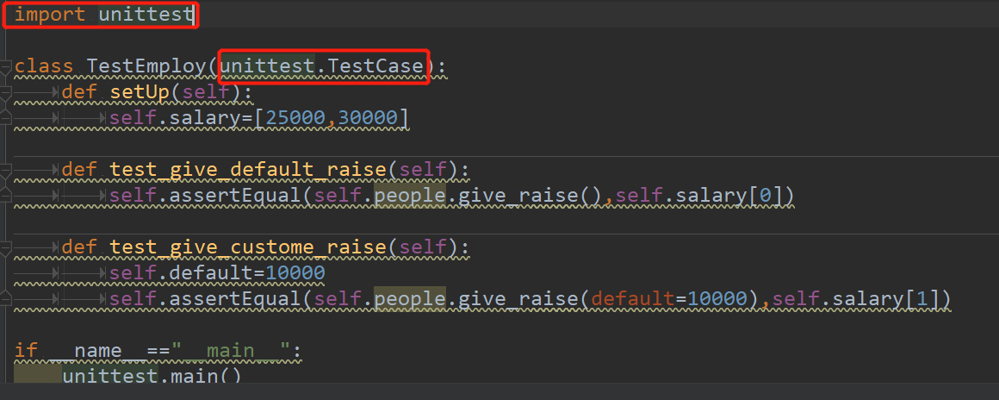 import unittest
class TestEmploy(unittest.TestCase):
def setUp(self):
self.salary=[25000,30000]
def test_give_default_raise(self):
self.assertEqual(self.people.give_raise(),self.salary[0])
def test_give_custome_raise(self):
self.default=10000
self.assertEqual(self.people.give_raise(default=10000),self.salary[1])
if __name__=="__main__":
unittest.main()